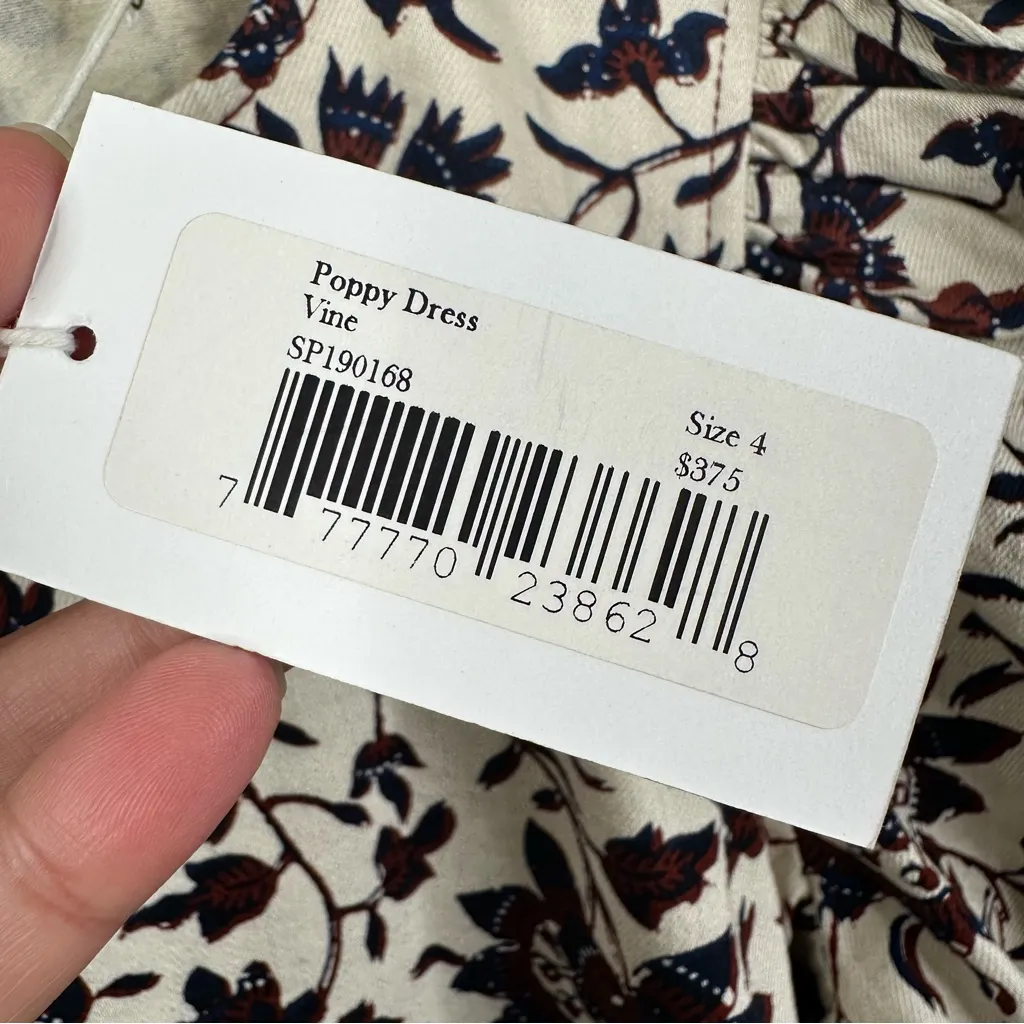 Poppy Dress
Vine
SP190168
Size 4
$375
7 77770 23862 8